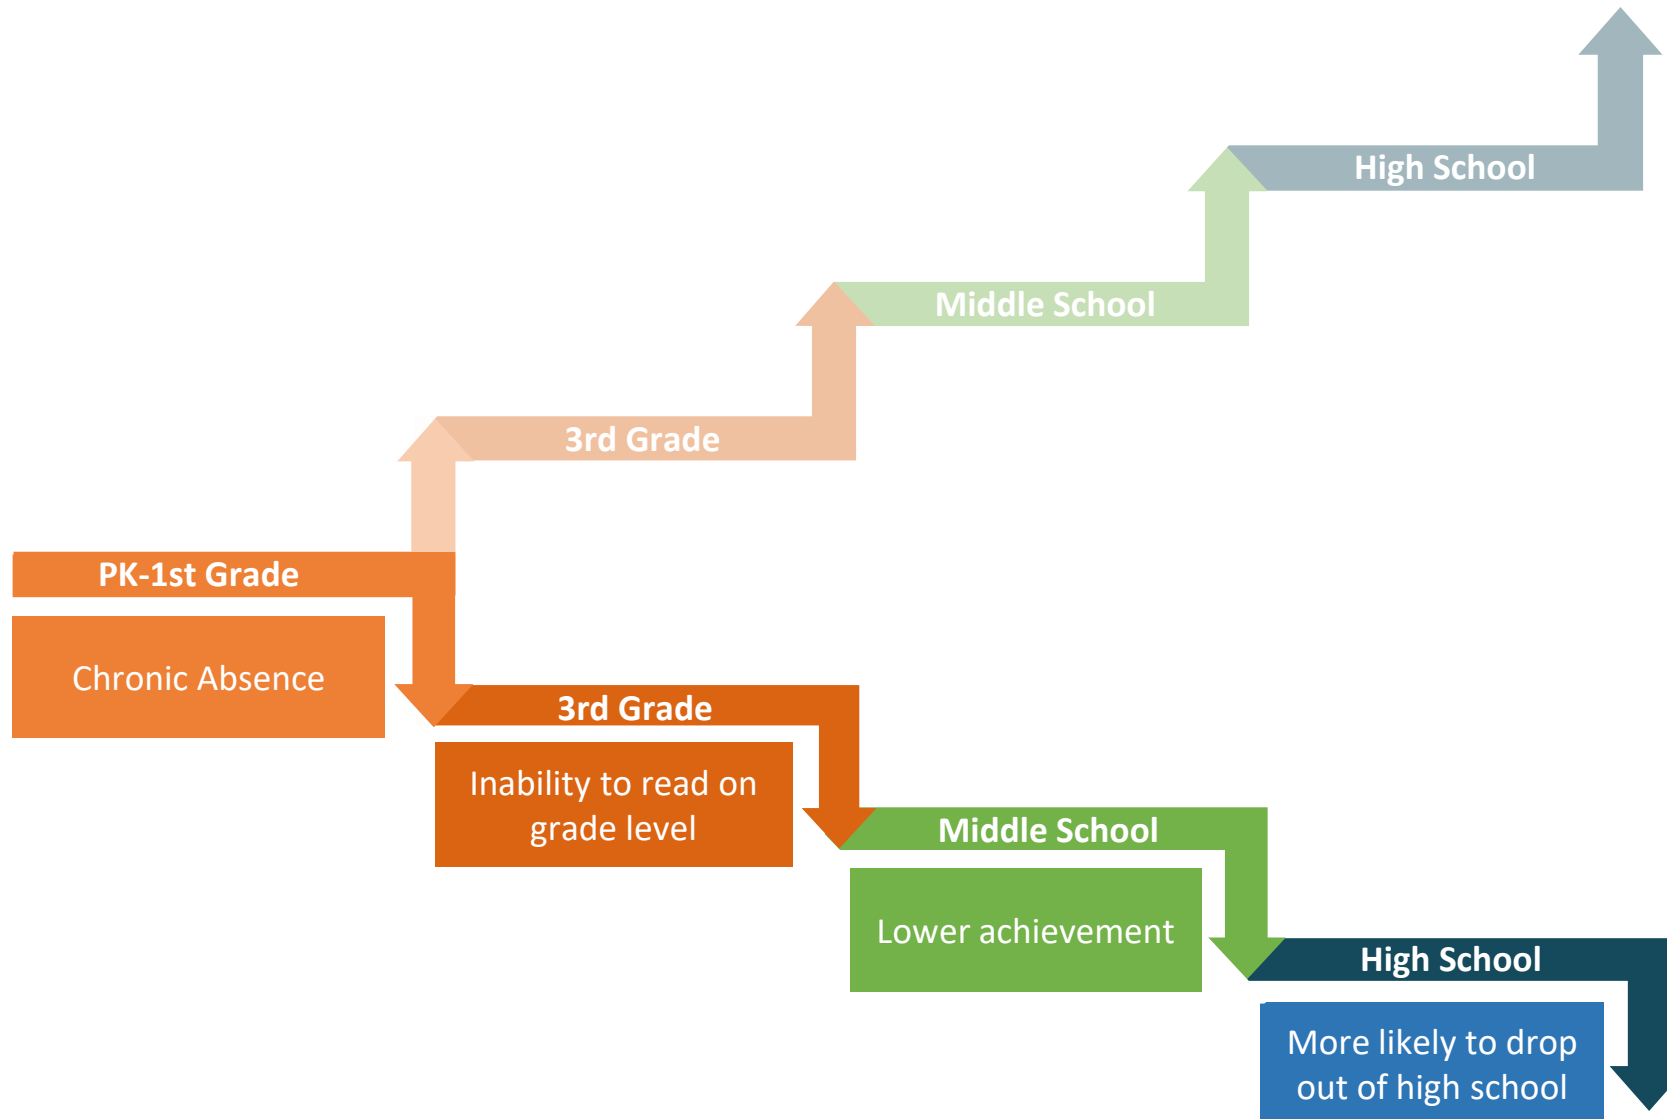 High School
Middle School
3rd Grade
PK-1st Grade
Chronic Absence
3rd Grade
Inability to read on
grade level
Middle School
Lower achievement
High School
More likely to drop
out of high school